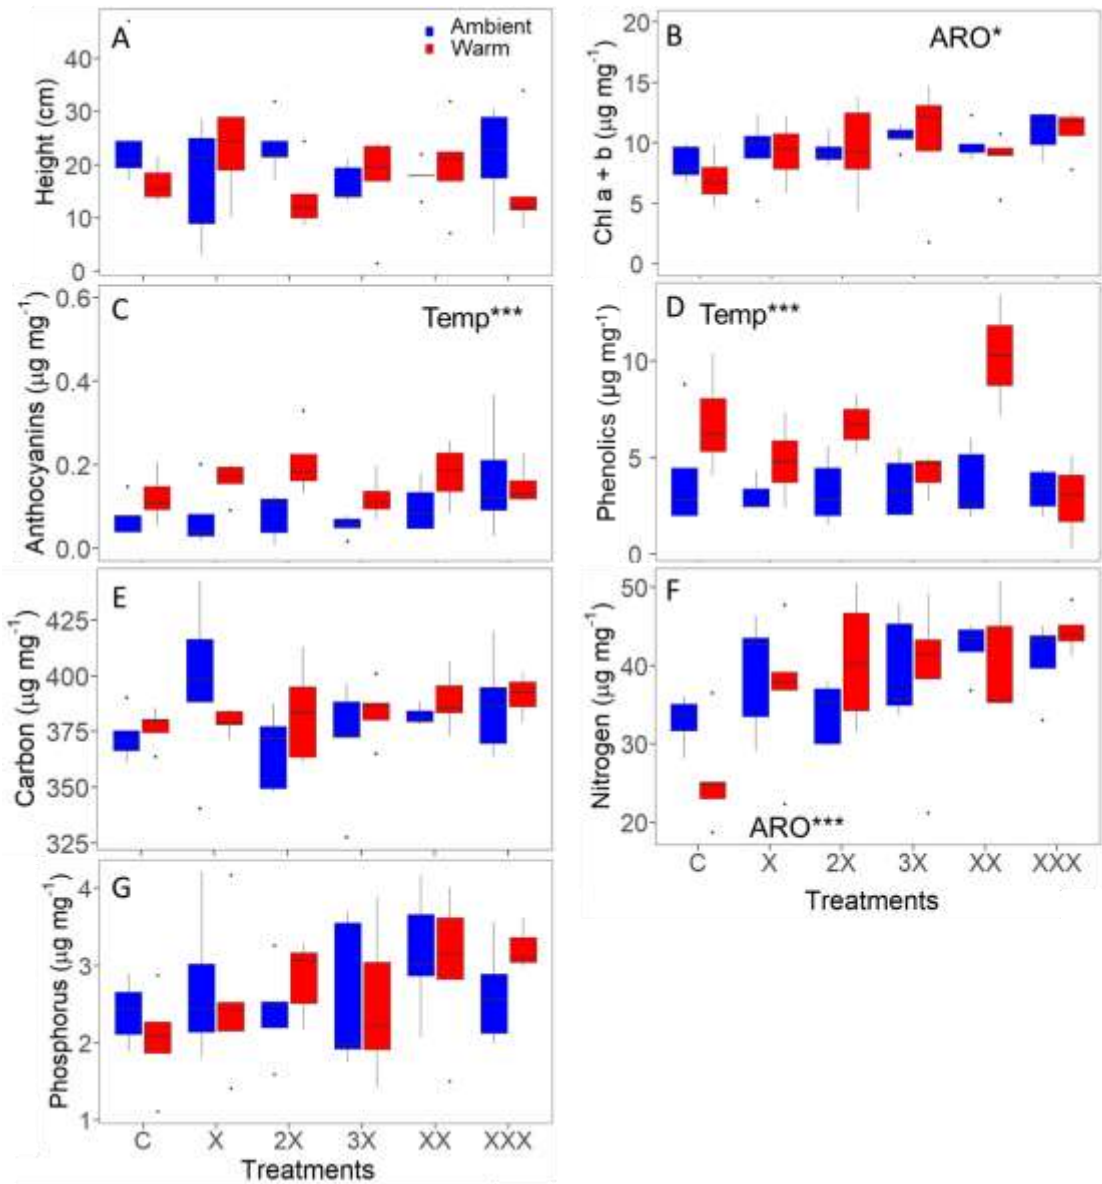 A
Ambient
Warm
Height (cm)
40
30
20
10
0
B
ARO*
Chl a + b (µg mg-1)
20
15
10
5
0
C
Temp***
Anthocyanins (µg mg-1)
0.6
0.4
0.2
0.0
D
Temp***
Phenolics (µg mg-1)
10
5
0
E
Carbon (µg mg-1)
425
400
375
350
325
F
ARO***
Nitrogen (µg mg-1)
50
40
30
20
C X 2X 3X XX XXX
Treatments
G
Phosphorus (µg mg-1)
4
3
2
1
C X 2X 3X XX XXX
Treatments